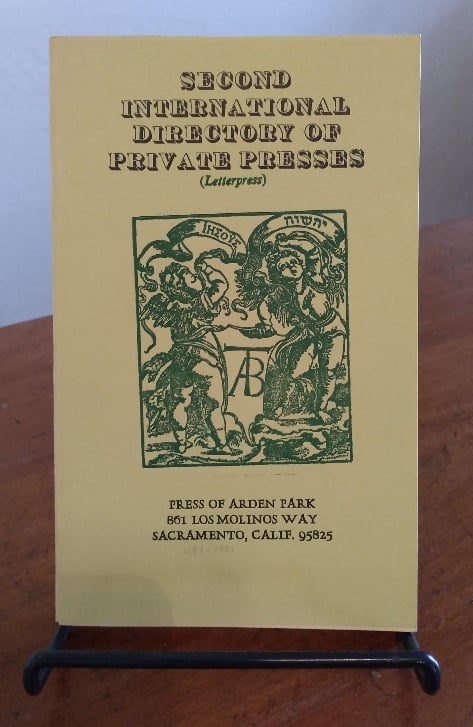 SECOND
INTERNATIONAL
DIRECTORY OF
PRIVATE PRESSES
(Letterpress)
ΙΗΣΟΥΣ
יהשוה
AB
PRESS OF ARDEN PARK
861 LOS MOLINOS WAY
SACRAMENTO, CALIF. 95825